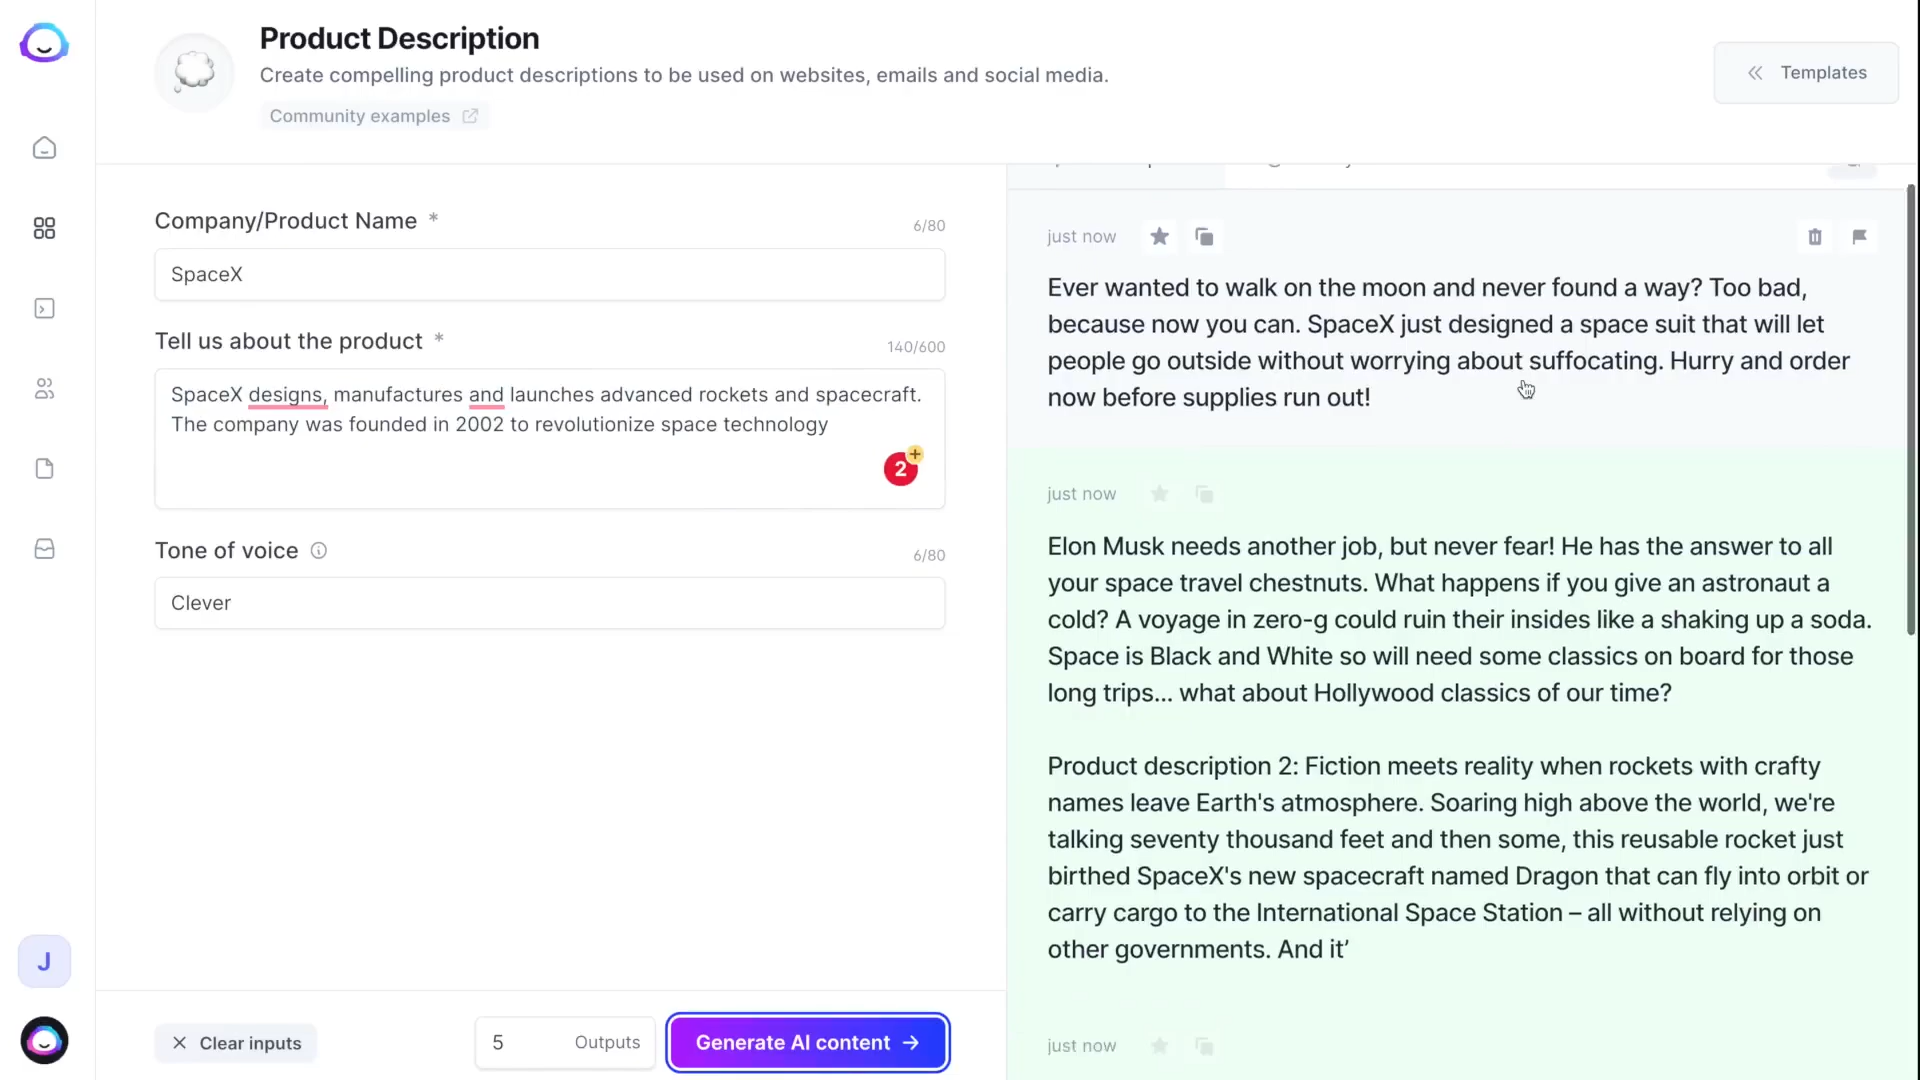 Product Description
Create compelling product descriptions to be used on websites, emails and social media.
Community examples
Templates
Company/Product Name *
6/80
SpaceX
Tell us about the product *
140/600
SpaceX designs, manufactures and launches advanced rockets and spacecraft.
The company was founded in 2002 to revolutionize space technology
2
+
Tone of voice
6/80
Clever
J
Clear inputs
5 Outputs
Generate AI content →
just now
Ever wanted to walk on the moon and never found a way? Too bad,
because now you can. SpaceX just designed a space suit that will let
people go outside without worrying about suffocating. Hurry and order
now before supplies run out!
just now
Elon Musk needs another job, but never fear! He has the answer to all
your space travel chestnuts. What happens if you give an astronaut a
cold? A voyage in zero-g could ruin their insides like a shaking up a soda.
Space is Black and White so will need some classics on board for those
long trips... what about Hollywood classics of our time?
Product description 2: Fiction meets reality when rockets with crafty
names leave Earth's atmosphere. Soaring high above the world, we're
talking seventy thousand feet and then some, this reusable rocket just
birthed SpaceX's new spacecraft named Dragon that can fly into orbit or
carry cargo to the International Space Station – all without relying on
other governments. And it’
just now